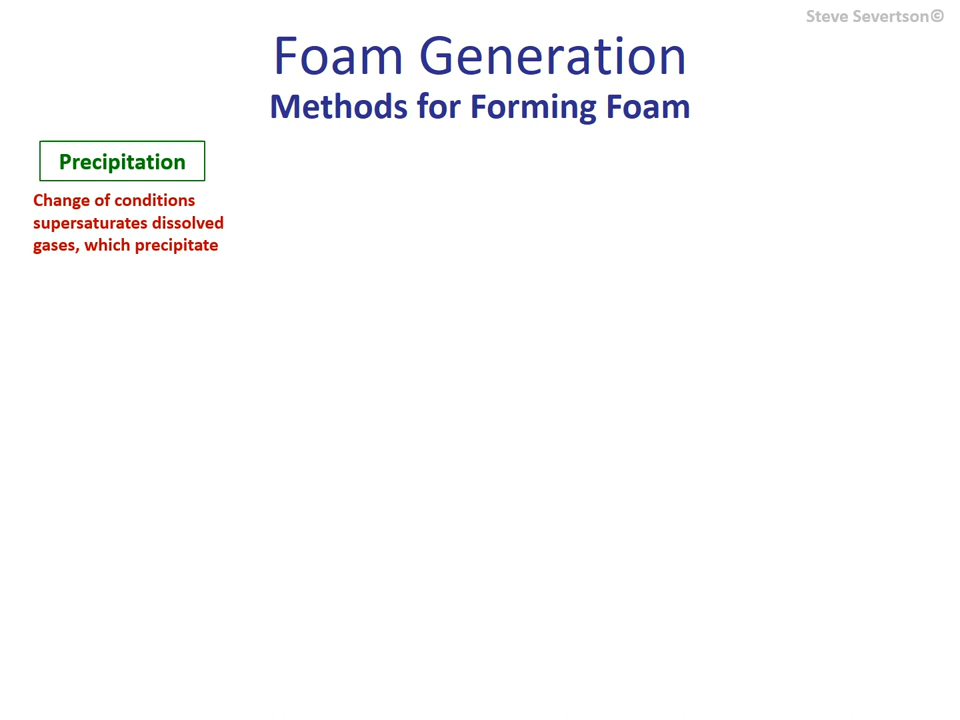 Steve Severtson©
Foam Generation
Methods for Forming Foam
Precipitation
Change of conditions
supersaturates dissolved
gases, which precipitate